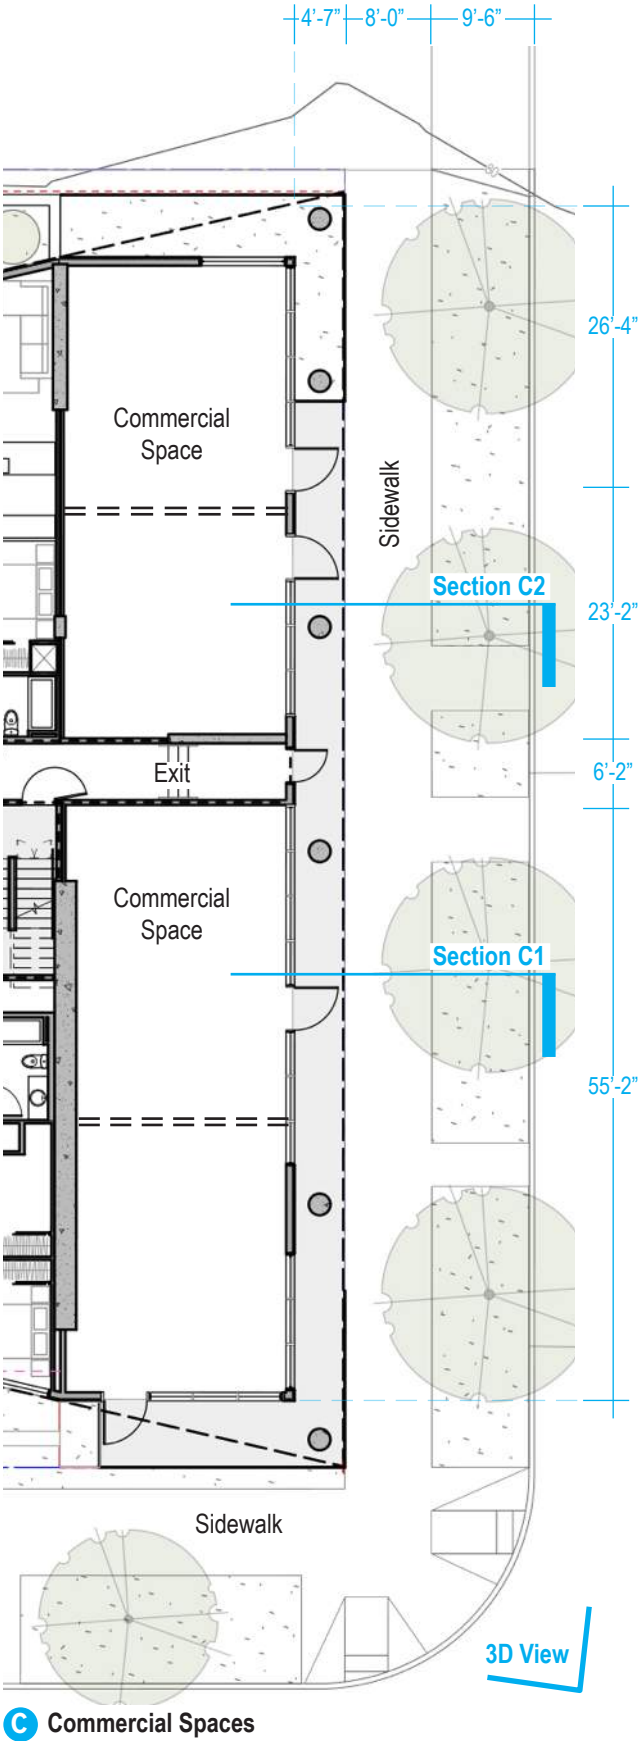 4’-7”
8’-0”
9’-6”
26’-4”
Commercial
Space
Sidewalk
Section C2
23’-2”
Exit
6’-2”
Commercial
Space
Section C1
55’-2”
Sidewalk
3D View
C Commercial Spaces